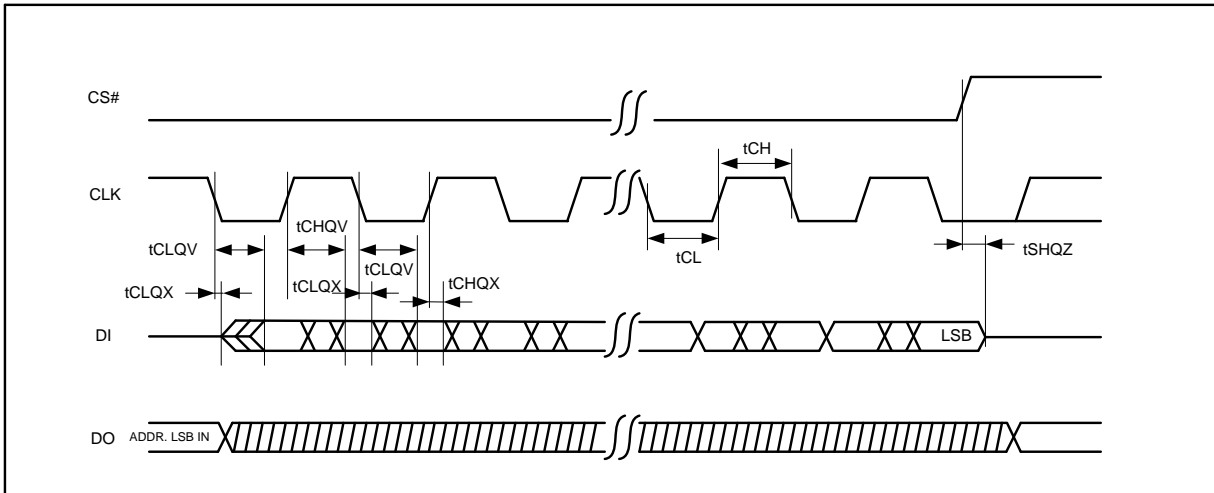 CS#
tCH
CLK
tCHQV
tCLQV
tCLQV
tCL
tSHQZ
tCLQX
tCHQX
tCLQX
DI
LSB
DO
ADDR. LSB IN